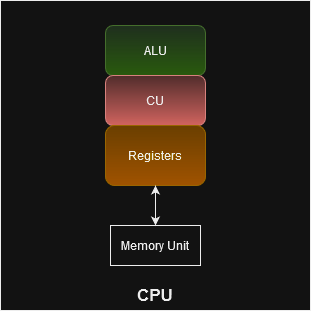 ALU
CU
Registers
Memory Unit
CPU